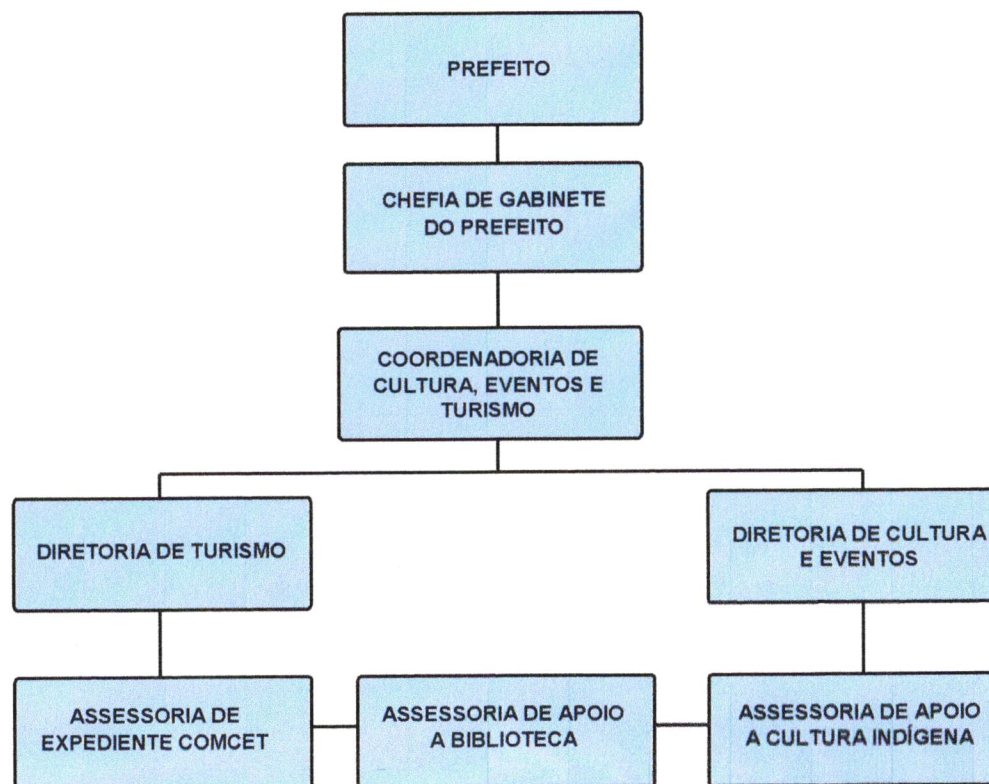 PREFEITO
CHEFIA DE GABINETE
DO PREFEITO
COORDENADORIA DE
CULTURA, EVENTOS E
TURISMO
DIRETORIA DE TURISMO
DIRETORIA DE CULTURA
E EVENTOS
ASSESSORIA DE
EXPEDIENTE COMCET
ASSESSORIA DE APOIO
A BIBLIOTECA
ASSESSORIA DE APOIO
A CULTURA INDÍGENA